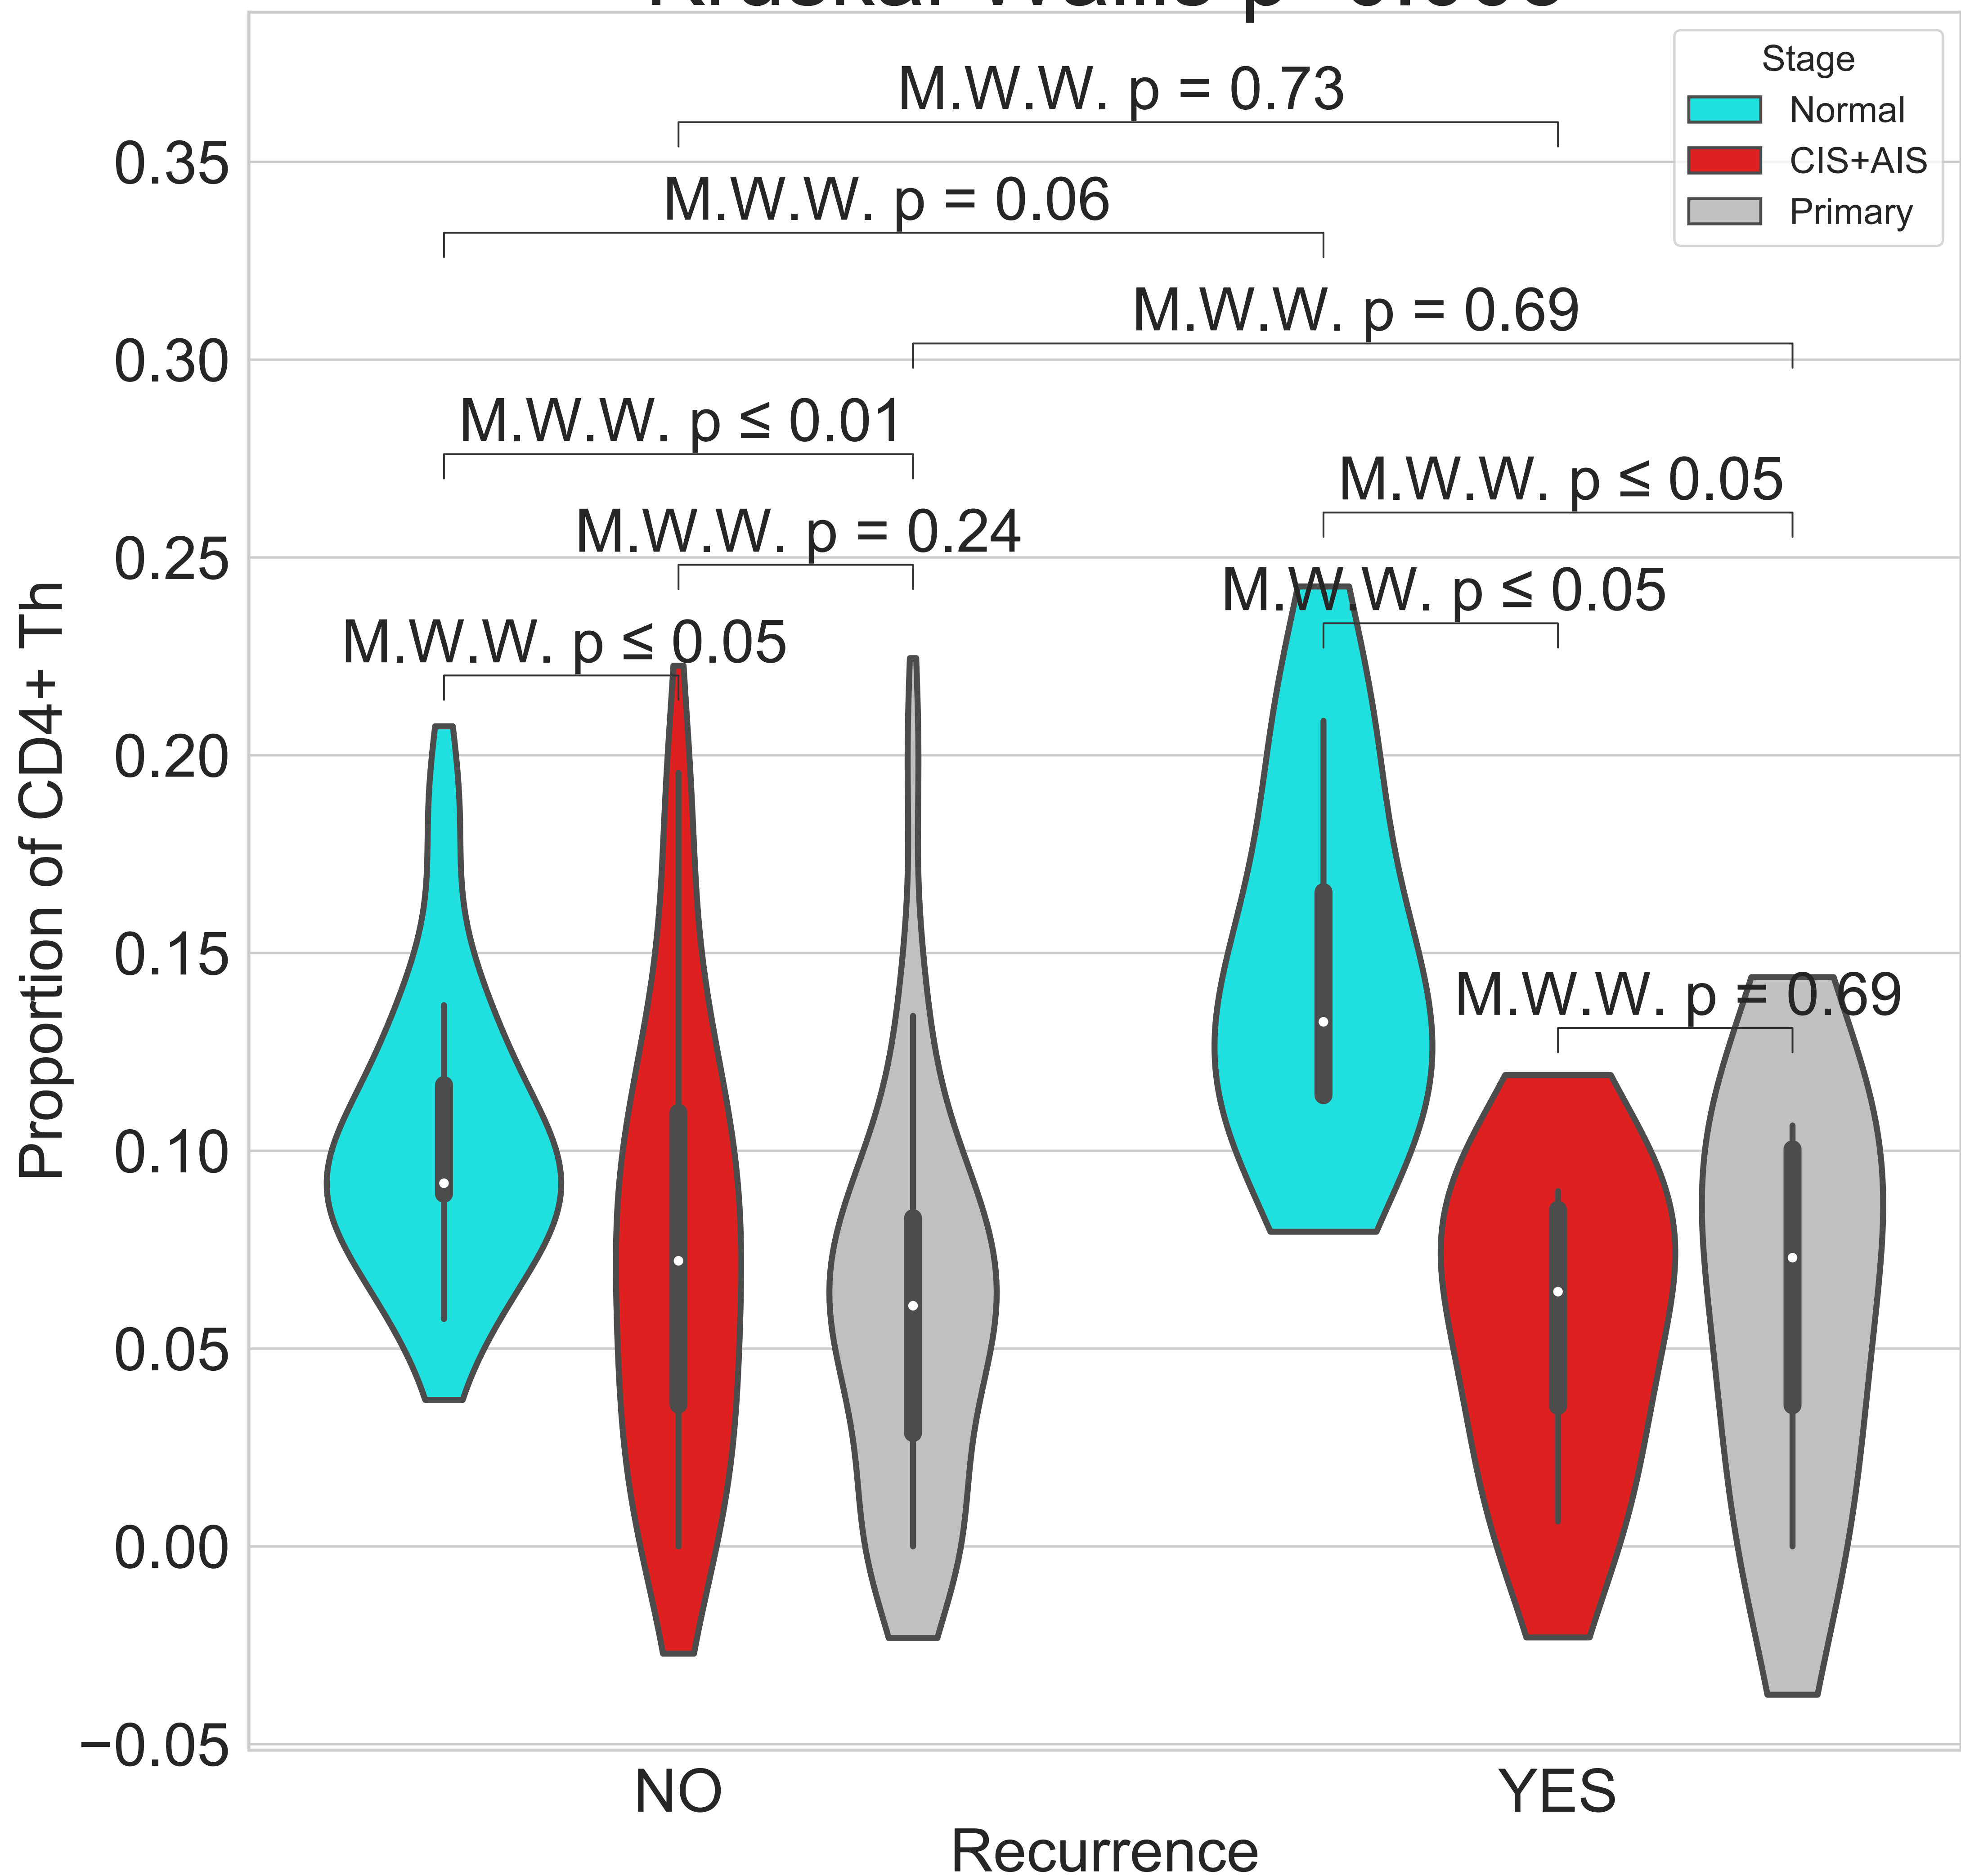 Stage
Normal
CIS+AIS
Primary
M.W.W. p = 0.73
M.W.W. p = 0.06
M.W.W. p = 0.69
M.W.W. p ≤ 0.01
M.W.W. p ≤ 0.05
M.W.W. p = 0.24
M.W.W. p ≤ 0.05
M.W.W. p ≤ 0.05
M.W.W. p = 0.69
0.35
0.30
0.25
0.20
0.15
0.10
0.05
0.00
−0.05
Proportion of CD4+ Th
NO
YES
Recurrence